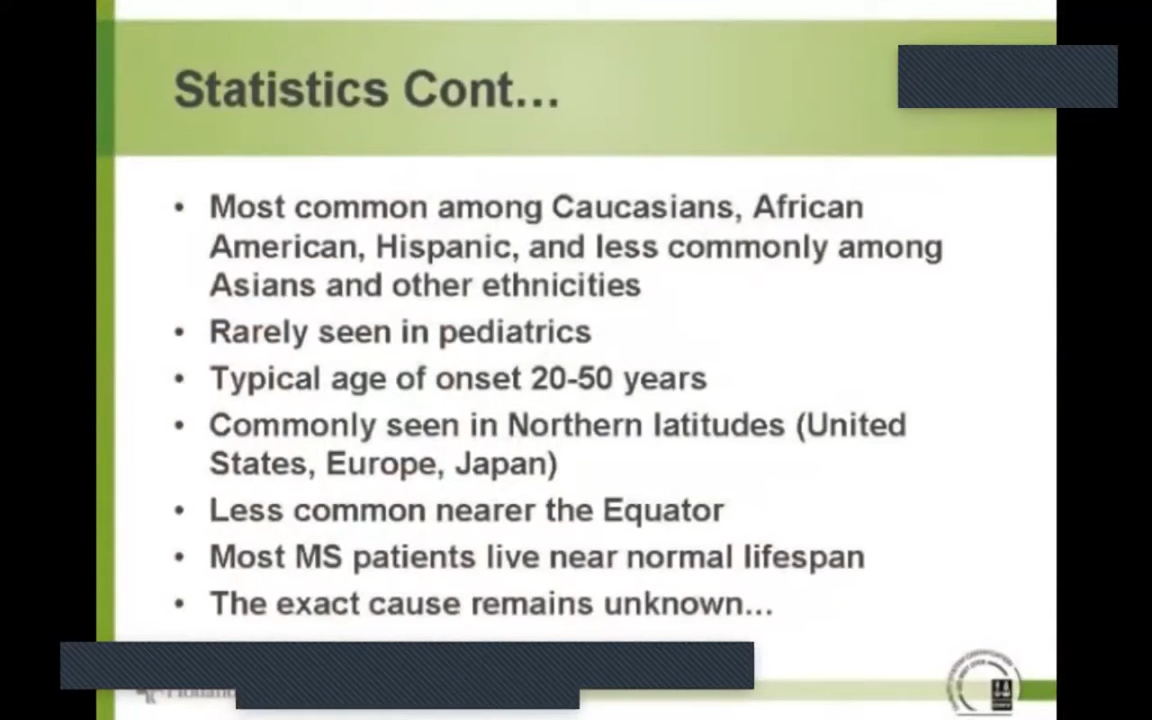 Statistics Cont...
• Most common among Caucasians, African
American, Hispanic, and less commonly among
Asians and other ethnicities
• Rarely seen in pediatrics
• Typical age of onset 20-50 years
• Commonly seen in Northern latitudes (United
States, Europe, Japan)
• Less common nearer the Equator
• Most MS patients live near normal lifespan
• The exact cause remains unknown...